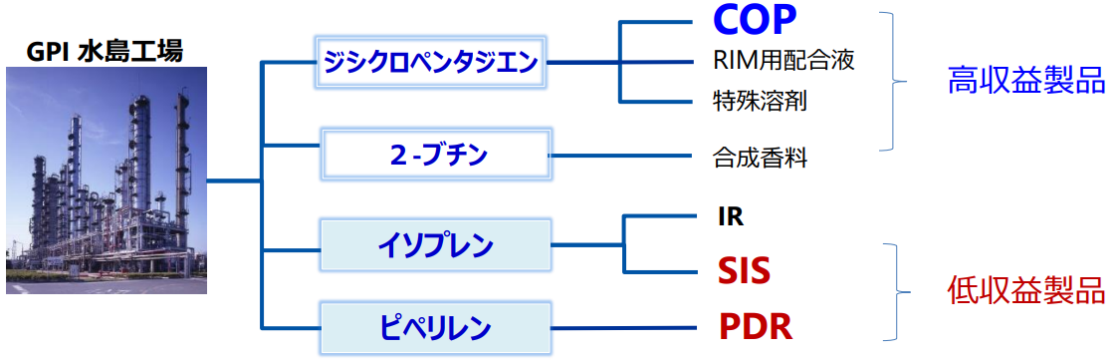 GPI 水島工場
ジシクロペンタジエン
COP
RIM用配合液
特殊溶剤
高収益製品
2-ブチン
合成香料
イソプレン
IR
SIS
低収益製品
ピペリレン
PDR